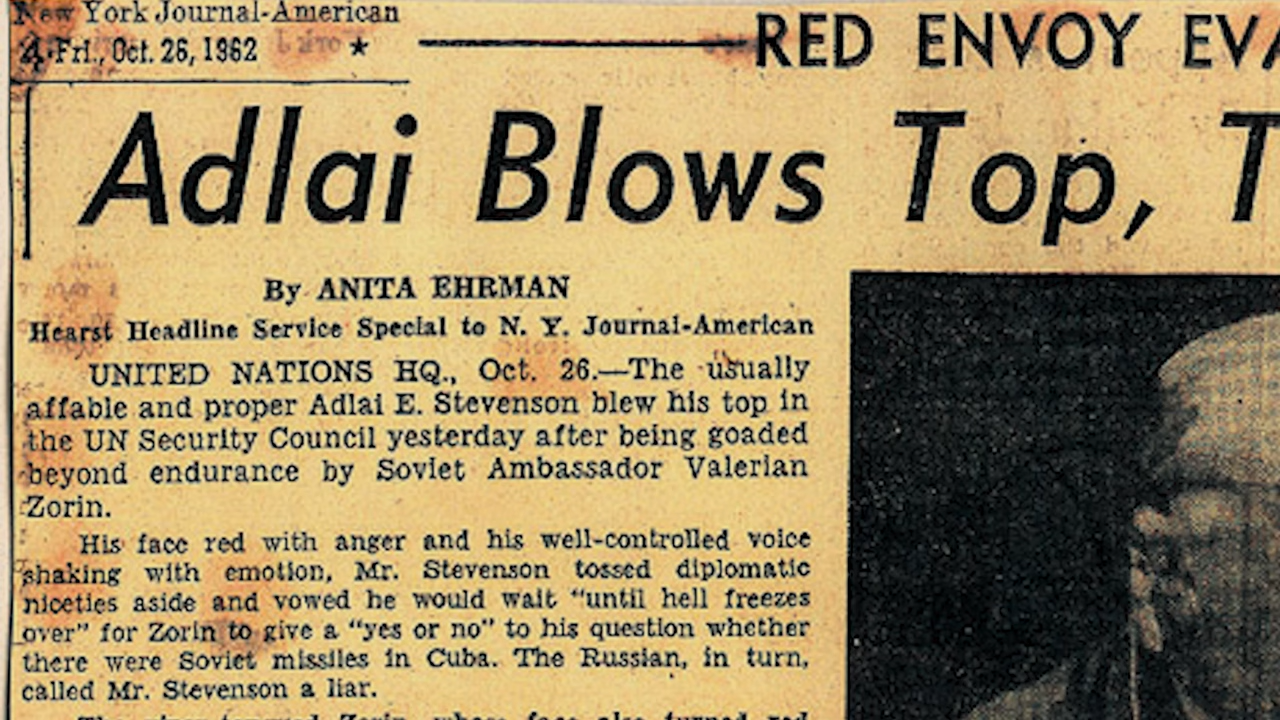 New York Journal-American
4 Fri., Oct. 26, 1962 ★
RED ENVOY
Adlai Blows Top,
By ANITA EHRMAN
Hearst Headline Service Special to N. Y. Journal-American
UNITED NATIONS HQ., Oct. 26.—The usually
affable and proper Adlai E. Stevenson blew his top in
the UN Security Council yesterday after being goaded
beyond endurance by Soviet Ambassador Valerian
Zorin.
His face red with anger and his well-controlled voice
shaking with emotion, Mr. Stevenson tossed diplomatic
niceties aside and vowed he would wait "until hell freezes
over" for Zorin to give a "yes or no" to his question whether
there were Soviet missiles in Cuba. The Russian, in turn,
called Mr. Stevenson a liar.